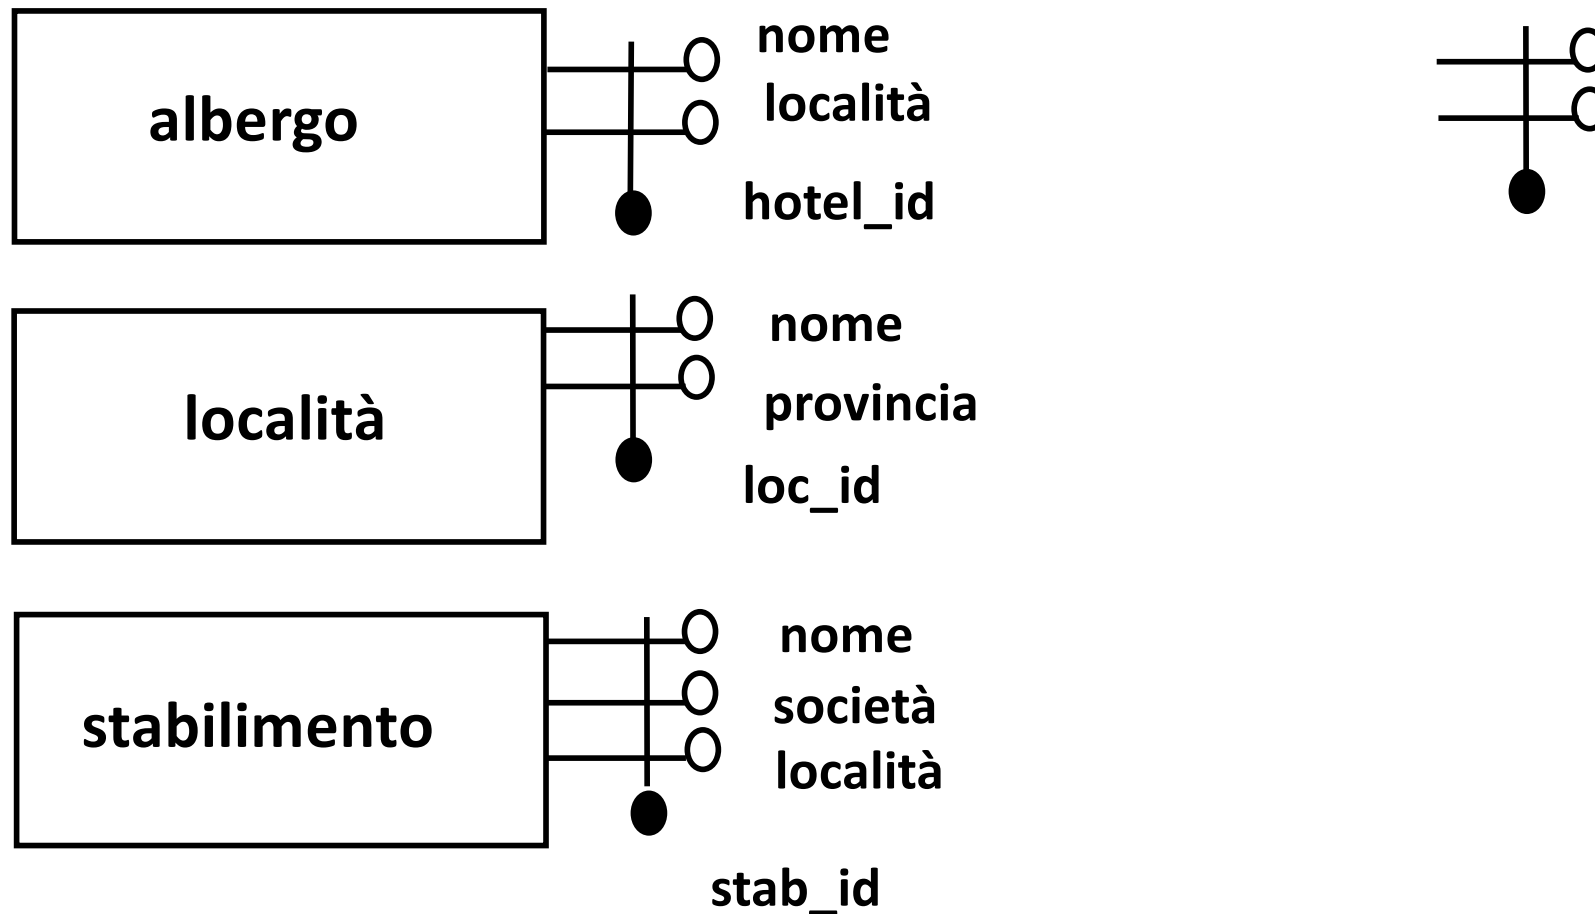 nome
albergo
località
hotel_id
nome
località
provincia
loc_id
nome
stabilimento
società
località
stab_id